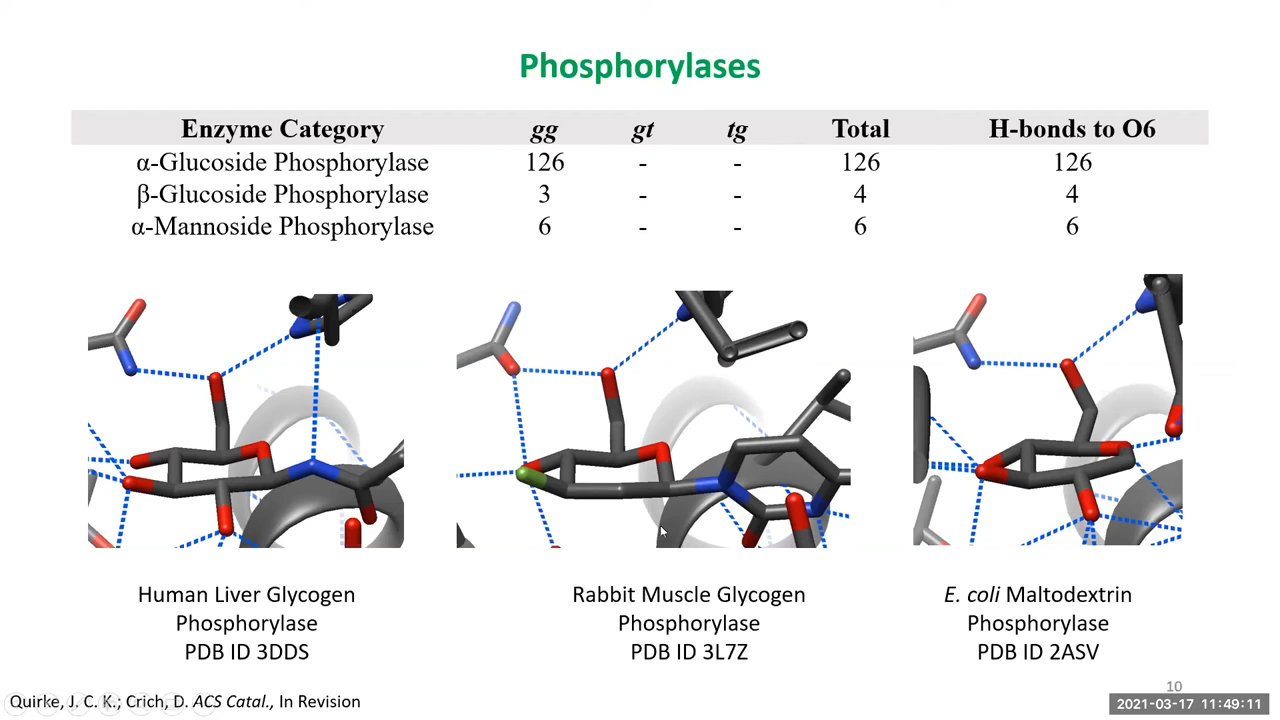 Phosphorylases
Enzyme Category gg gt tg Total H-bonds to O6
α-Glucoside Phosphorylase 126 - - 126 126
β-Glucoside Phosphorylase 3 - - 4 4
α-Mannoside Phosphorylase 6 - - 6 6
Human Liver Glycogen
Phosphorylase
PDB ID 3DDS
Rabbit Muscle Glycogen
Phosphorylase
PDB ID 3L7Z
E. coli Maltodextrin
Phosphorylase
PDB ID 2ASV
10
Quirke, J. C. K.; Crich, D. ACS Catal., In Revision
2021-03-17 11:49:11